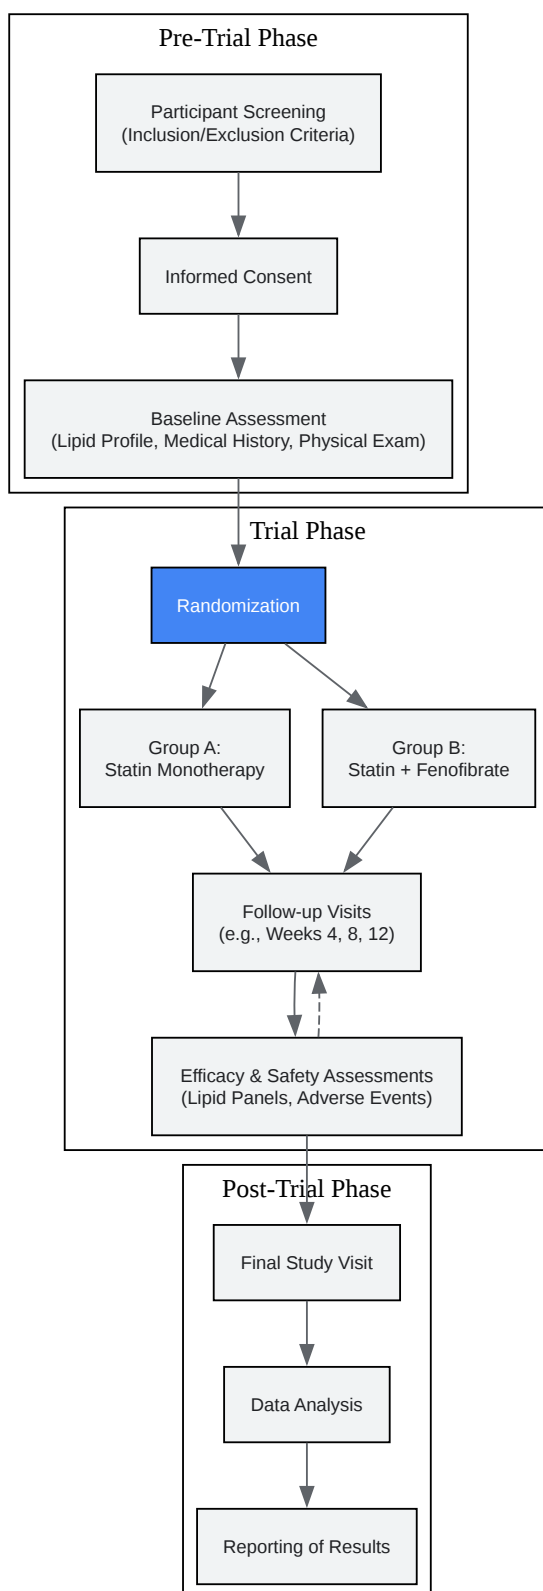 Pre-Trial Phase
Participant Screening
(Inclusion/Exclusion Criteria)
Informed Consent
Baseline Assessment
(Lipid Profile, Medical History, Physical Exam)
Trial Phase
Randomization
Group A:
Statin Monotherapy
Group B:
Statin + Fenofibrate
Follow-up Visits
(e.g., Weeks 4, 8, 12)
Efficacy & Safety Assessments
(Lipid Panels, Adverse Events)
Post-Trial Phase
Final Study Visit
Data Analysis
Reporting of Results